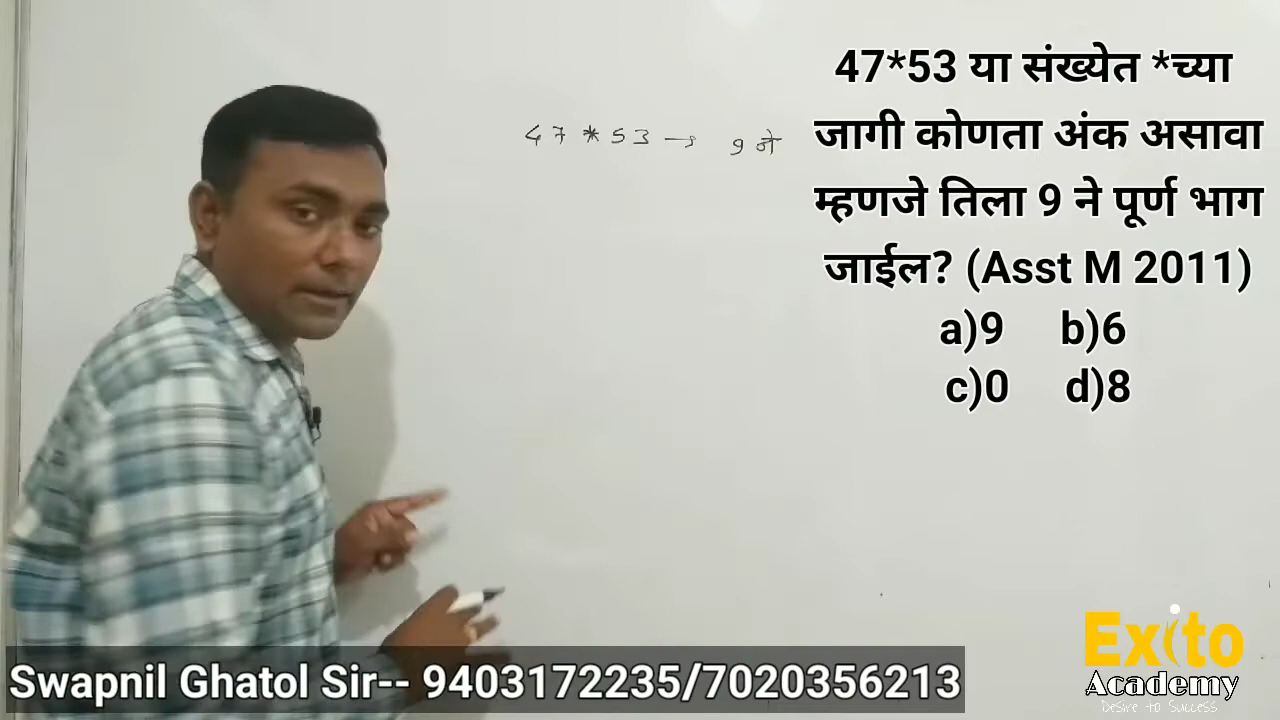 47*53 या संख्येत *च्या
जागी कोणता अंक असावा
म्हणजे तिला 9 ने पूर्ण भाग
जाईल? (Asst M 2011)
a)9 b)6
c)0 d)8
47*53 → 9 ने
Swapnil Ghatol Sir-- 9403172235/7020356213
Exito
Academy
Desire to Success